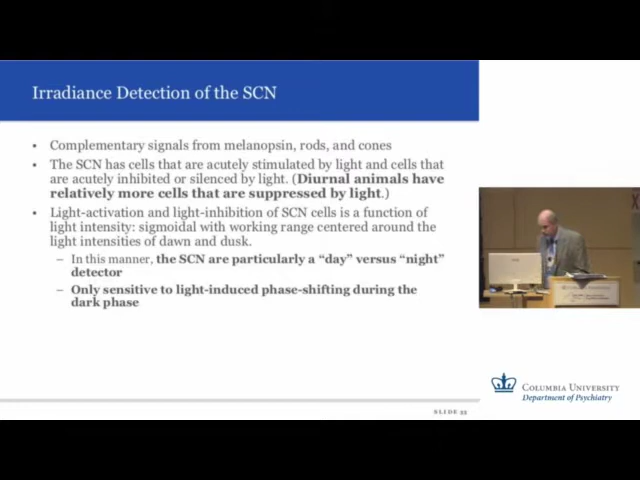 Irradiance Detection of the SCN
• Complementary signals from melanopsin, rods, and cones
• The SCN has cells that are acutely stimulated by light and cells that
are acutely inhibited or silenced by light. (Diurnal animals have
relatively more cells that are suppressed by light.)
• Light-activation and light-inhibition of SCN cells is a function of
light intensity: sigmoidal with working range centered around the
light intensities of dawn and dusk.
– In this manner, the SCN are particularly a “day” versus “night”
detector
– Only sensitive to light-induced phase-shifting during the
dark phase
COLUMBIA UNIVERSITY
Department of Psychiatry
SLIDE 33